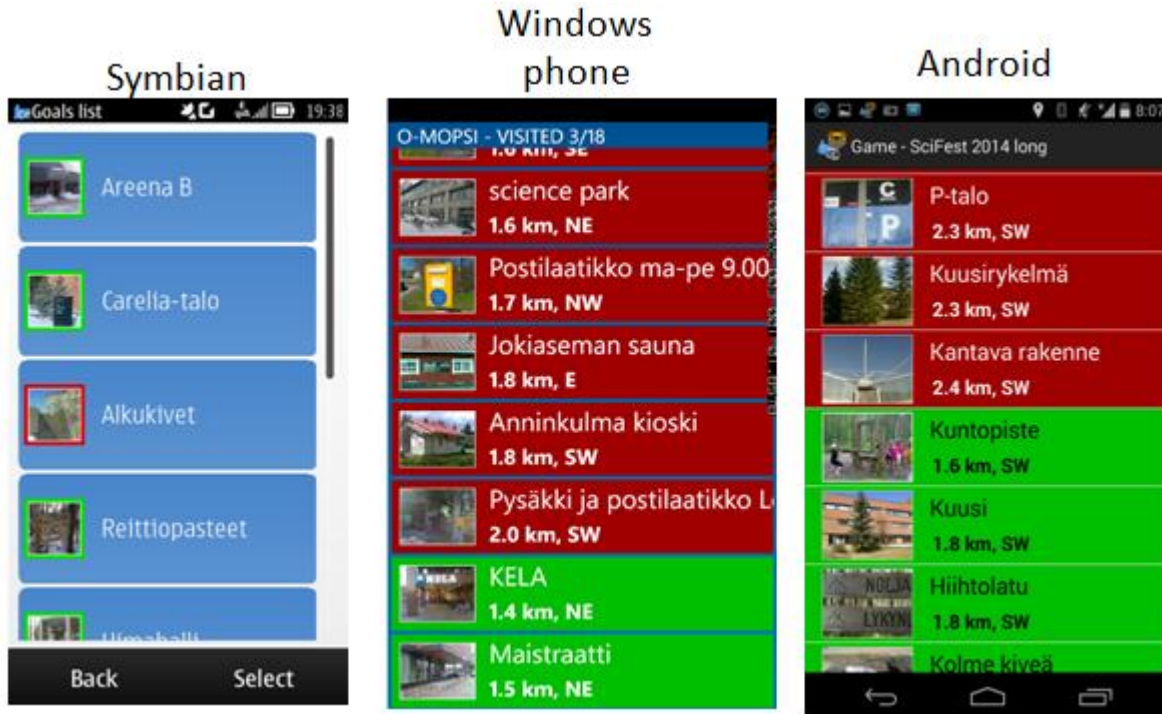 Symbian
Goals list 19:38
Areena B
Carelia-talo
Alkukivet
Reittiopasteet
Back Select
Windows
phone
O-MOPSI - VISITED 3/18
1.6 km, SE
science park
1.6 km, NE
Postilaatikko ma-pe 9.00
1.7 km, NW
Jokiaseman sauna
1.8 km, E
Anninkulma kioski
1.8 km, SW
Pysäkki ja postilaatikko
2.0 km, SW
KELA
KELA
1.4 km, NE
Maistraatti
1.5 km, NE
Android
8:07
Game - SciFest 2014 long
C
P
P-talo
2.3 km, SW
Kuusirykelmä
2.3 km, SW
Kantava rakenne
2.4 km, SW
Kuntopiste
1.6 km, SW
Kuusi
1.8 km, SW
Hiihtolatu
1.8 km, SW
Kolme kiveä